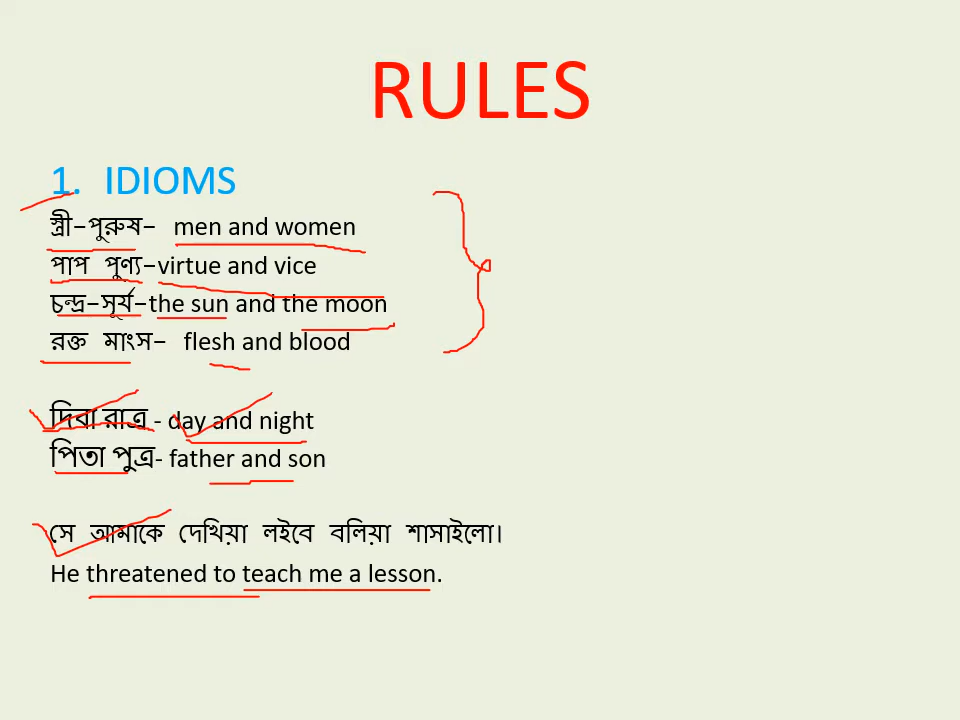 RULES
1. IDIOMS
স্ত্রী-পুরুষ- men and women
পাপ পুণ্য-virtue and vice
চন্দ্র-সূর্য-the sun and the moon
রক্ত মাংস- flesh and blood
দিবা রাত্র - day and night
পিতা পুত্র- father and son
সে আমাকে দেখিয়া লইবে বলিয়া শাসাইলো।
He threatened to teach me a lesson.